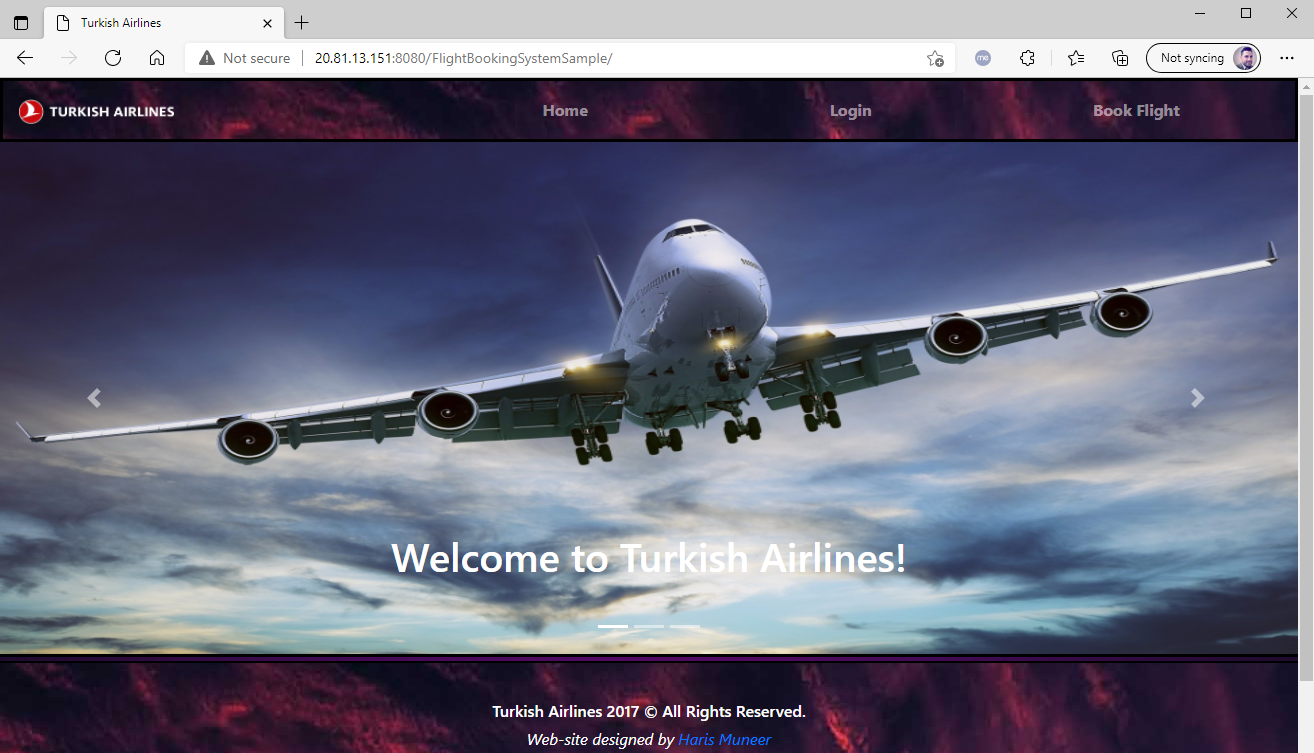 Turkish Airlines
Not secure 20.81.13.151:8080/FlightBookingSystemSample/ me Not syncing
TURKISH AIRLINES Home Login Book Flight
Welcome to Turkish Airlines!
Turkish Airlines 2017 © All Rights Reserved.
Web-site designed by Haris Muneer